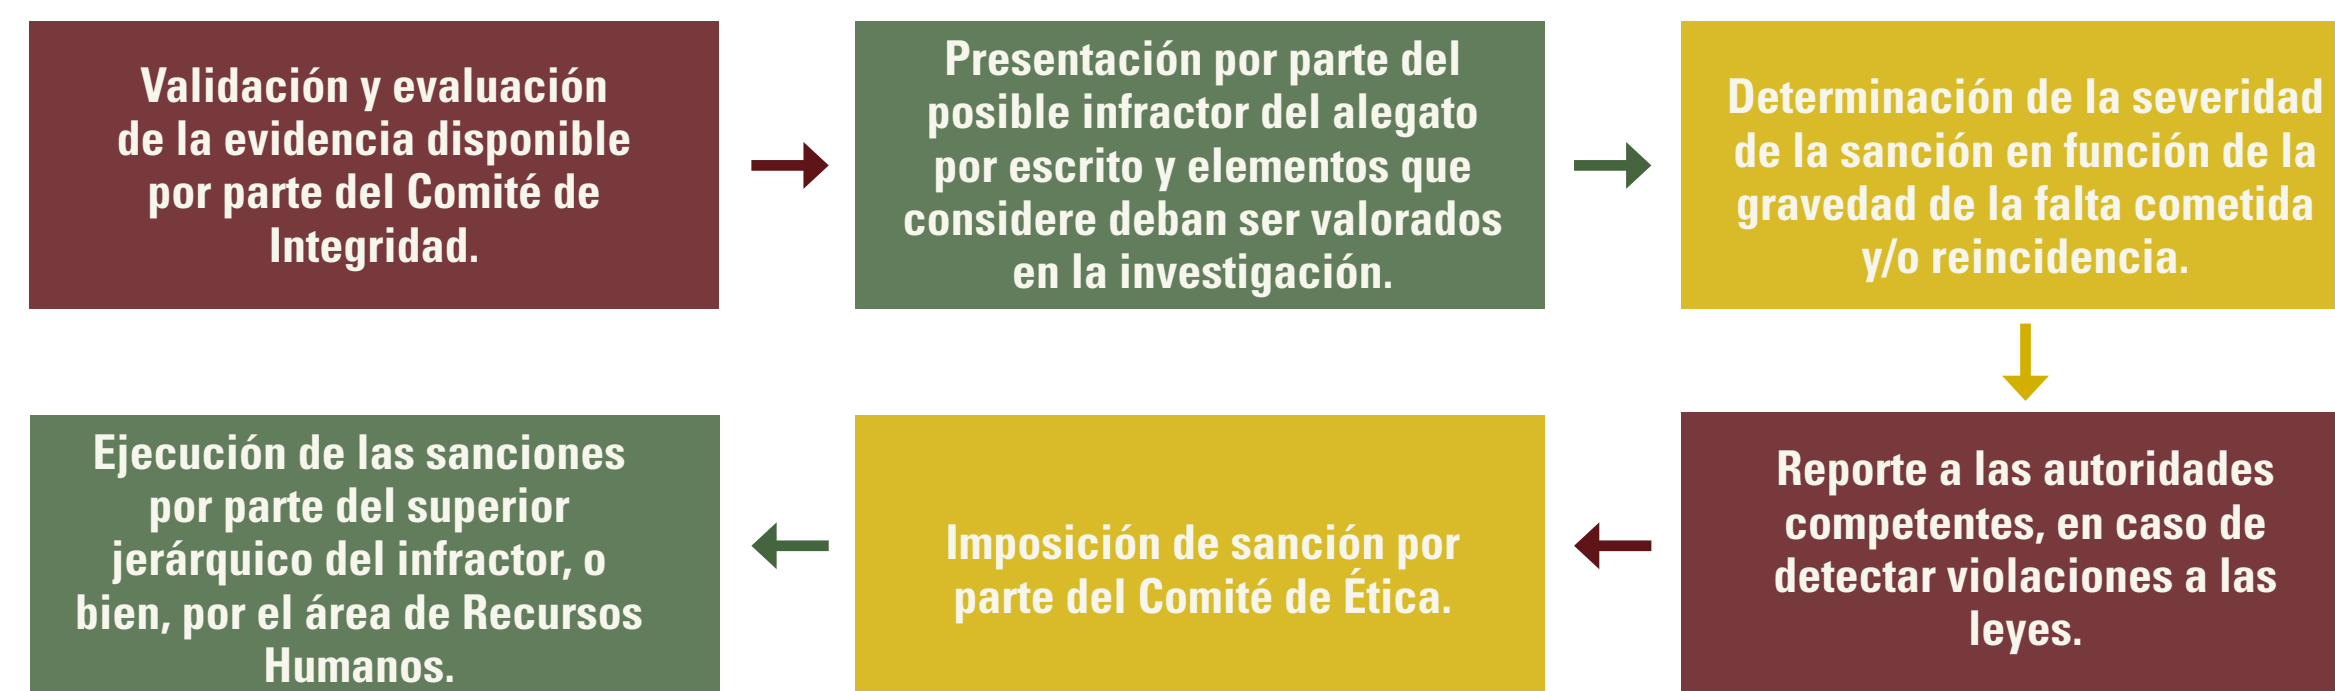 Validación y evaluación
de la evidencia disponible
por parte del Comité de
Integridad.
Presentación por parte del
posible infractor del alegato
por escrito y elementos que
considere deban ser valorados
en la investigación.
Determinación de la severidad
de la sanción en función de la
gravedad de la falta cometida
y/o reincidencia.
Reporte a las autoridades
competentes, en caso de
detectar violaciones a las
leyes.
Imposición de sanción por
parte del Comité de Ética.
Ejecución de las sanciones
por parte del superior
jerárquico del infractor, o
bien, por el área de Recursos
Humanos.